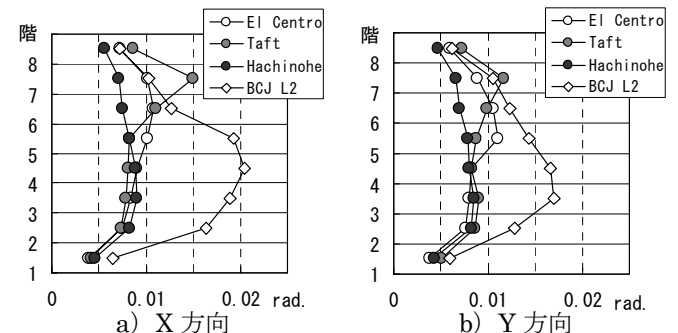 階
8
7
6
5
4
3
2
1
0 0.01 0.02 rad.
El Centro
Taft
Hachinohe
BCJ L2
a) X 方向
階
8
7
6
5
4
3
2
1
0 0.01 0.02 rad.
El Centro
Taft
Hachinohe
BCJ L2
b) Y 方向